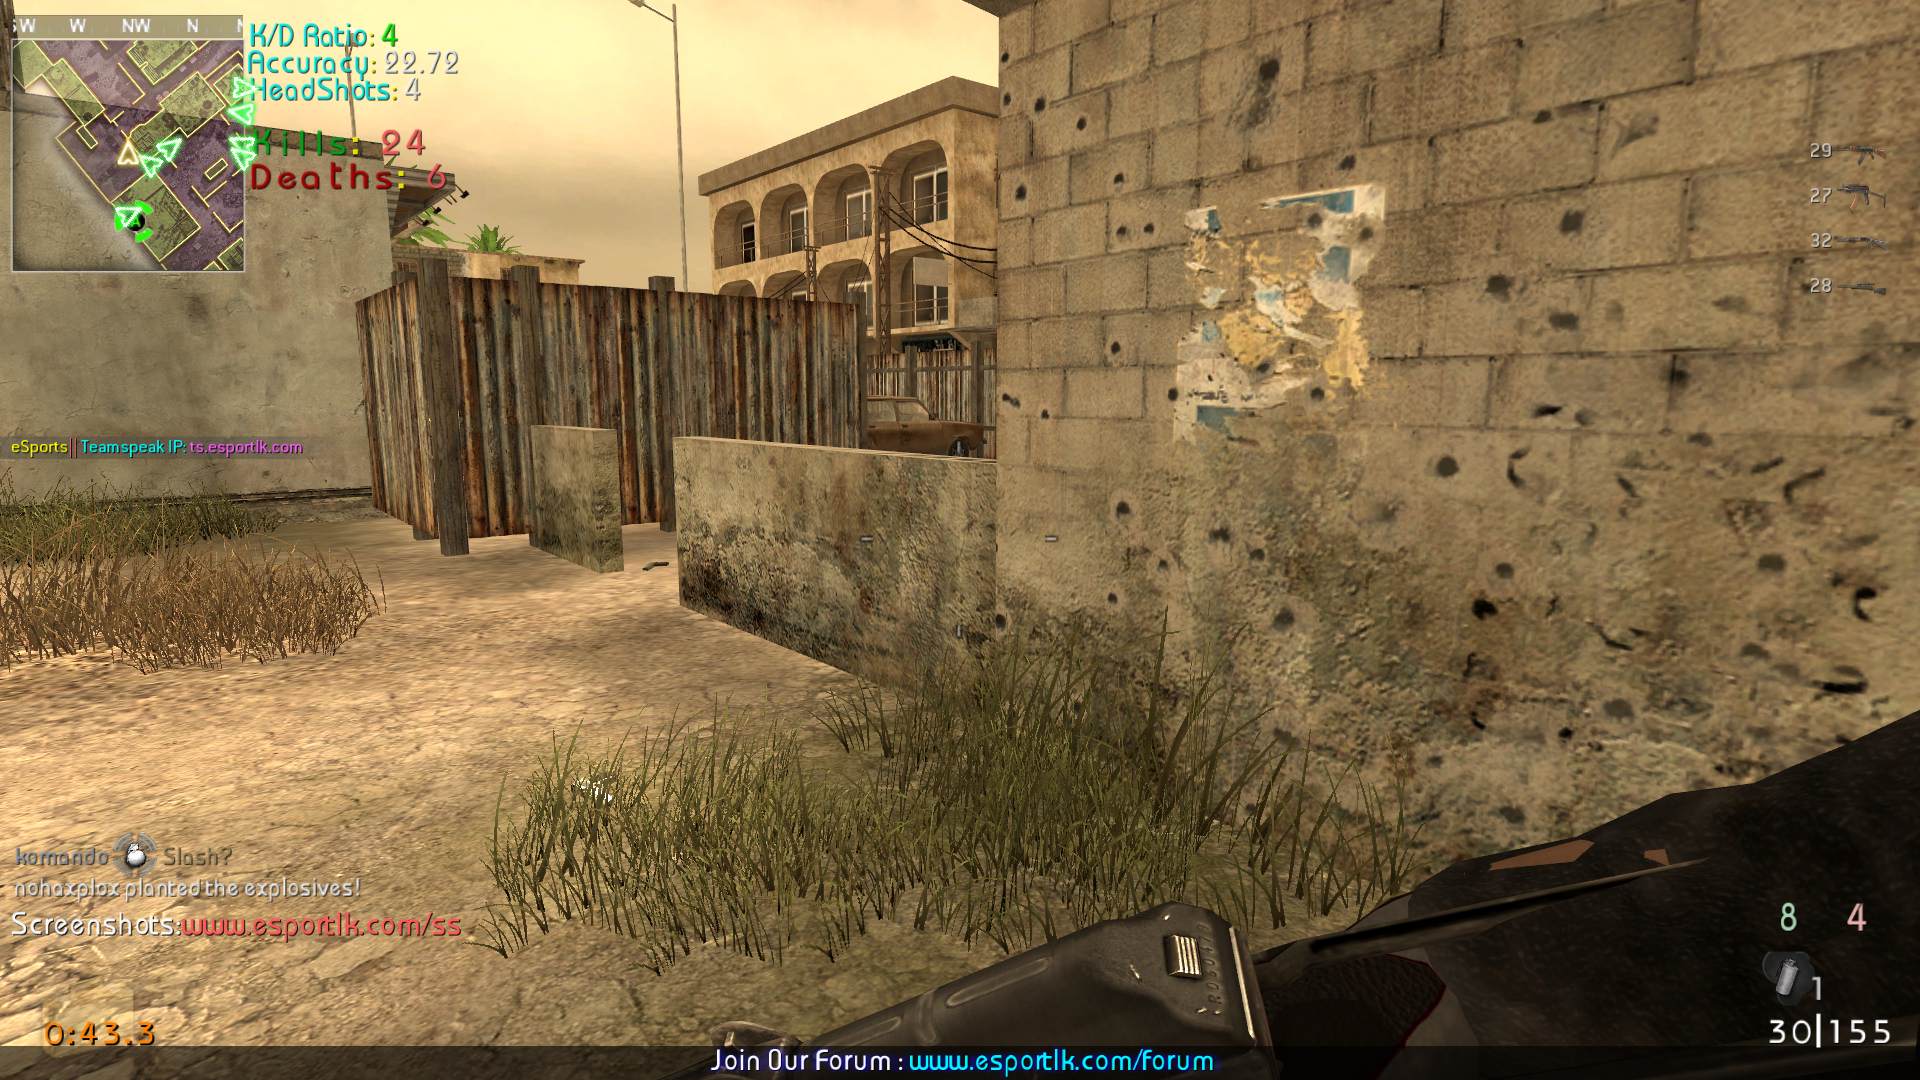 SW W NW N N
K/D Ratio: 4
Accuracy: 22.72
HeadShots: 4
Kills: 24
Deaths: 6
29
27
32
28
eSports|| Teamspeak IP: ts.esportlk.com
komando Slash?
nohaxplox planted the explosives!
Screenshots:www.esportlk.com/ss
8 4
1
0:43.3
30|155
Join Our Forum : www.esportlk.com/forum